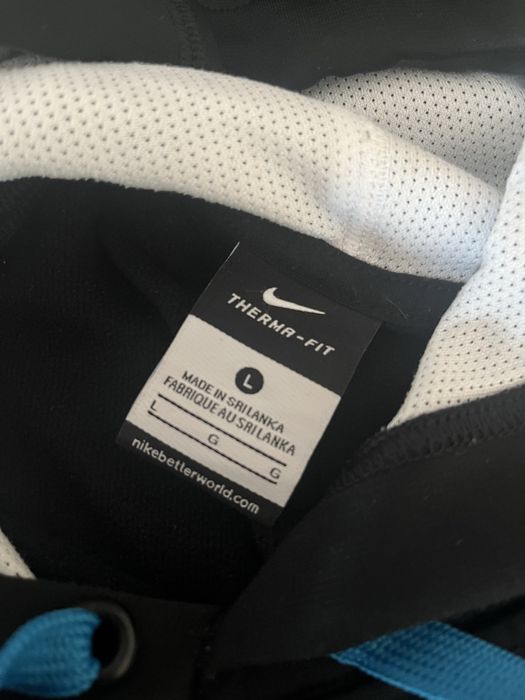 THERMA-FIT
L
MADE IN SRI LANKA
FABRIQUE AU SRI LANKA
L
G
G
nikebetterworld.com